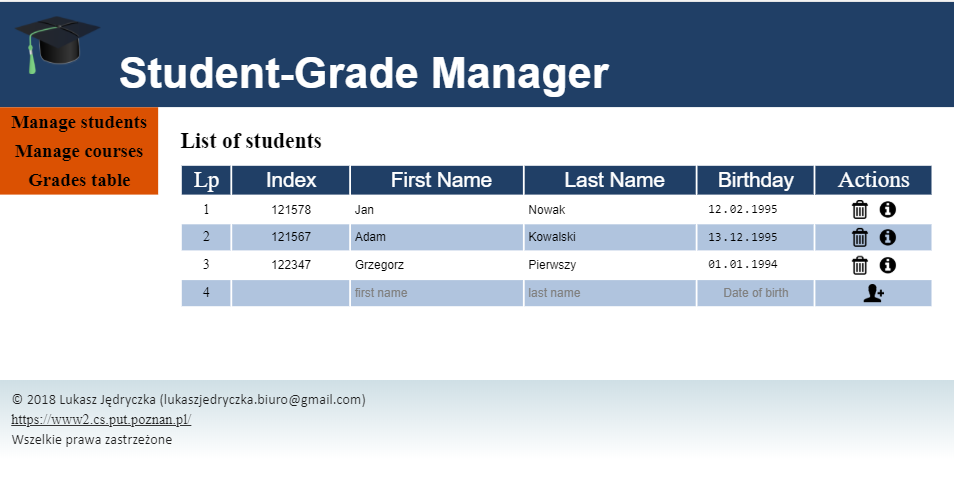 Student-Grade Manager
Manage students
Manage courses
Grades table
List of students
Lp Index First Name Last Name Birthday Actions
1 121578 Jan Nowak 12.02.1995
2 121567 Adam Kowalski 13.12.1995
3 122347 Grzegorz Pierwszy 01.01.1994
4 first name last name Date of birth
© 2018 Lukasz Jędryczka (lukaszjedryczka.biuro@gmail.com)
https://www2.cs.put.poznan.pl/
Wszelkie prawa zastrzeżone